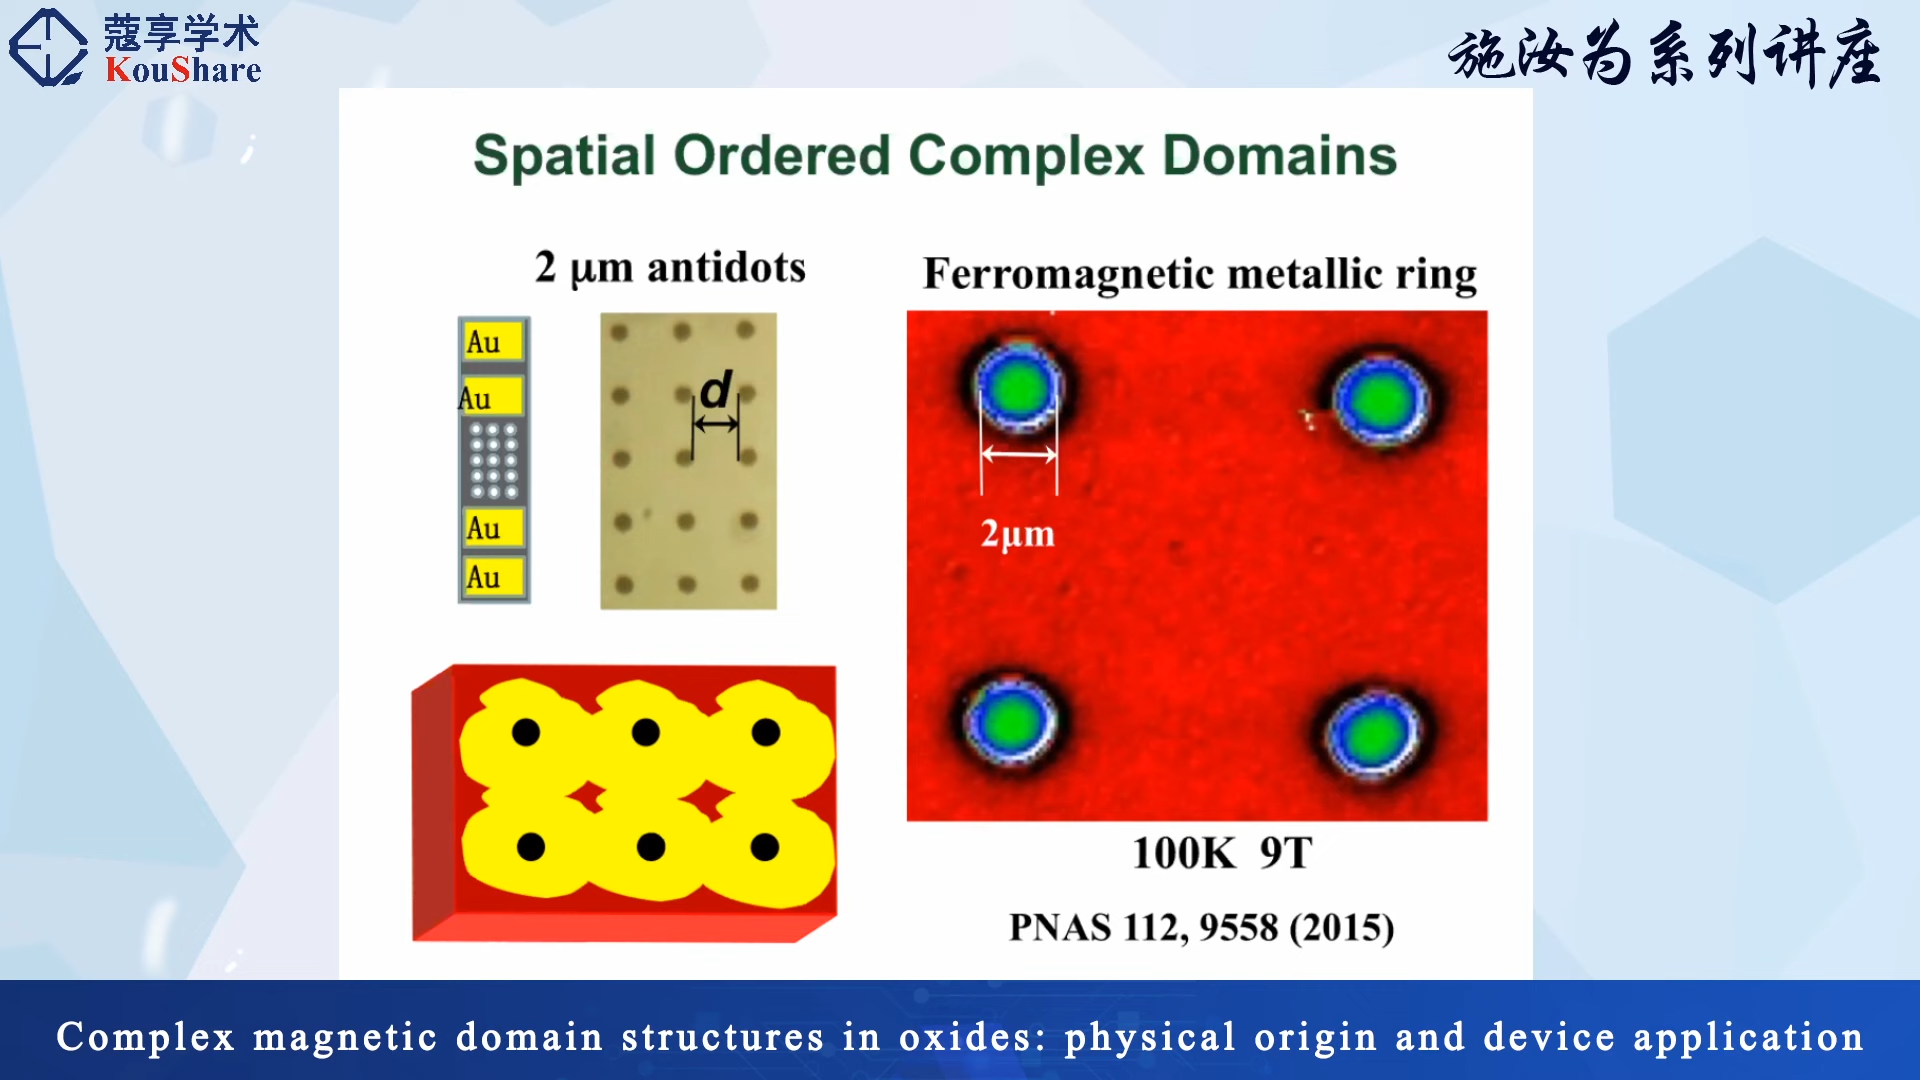 蔻享学术
KouShare
施汝为系列讲座
Spatial Ordered Complex Domains
2 μm antidots
Au
Au
Au
Au
d
Ferromagnetic metallic ring
2μm
100K 9T
PNAS 112, 9558 (2015)
Complex magnetic domain structures in oxides: physical origin and device application